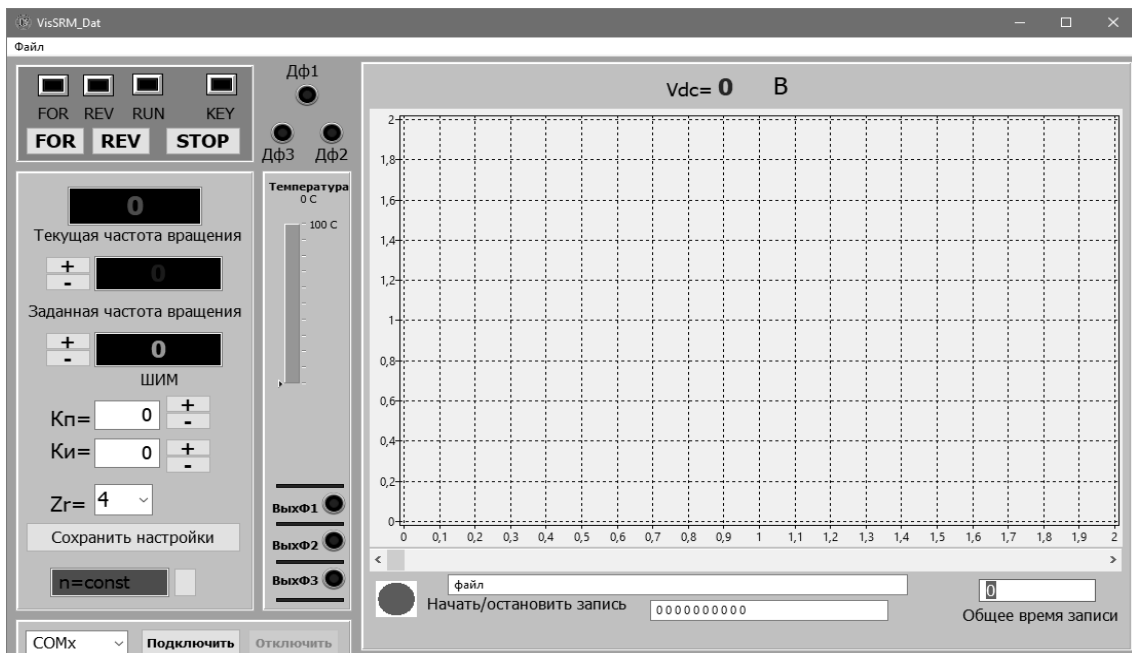 VisSRM_Dat
Файл
FOR REV RUN KEY
FOR REV STOP
Дф1
Дф3 Дф2
0
Текущая частота вращения
+
-
0
Заданная частота вращения
+
-
0
ШИМ
Кп= 0 + -
Ки= 0 + -
Zr= 4
Сохранить настройки
n=const
Температура
0 C
100 C
ВыхФ1
ВыхФ2
ВыхФ3
COMx Подключить Отключить
Vdc= 0 В
2
1,8
1,6
1,4
1,2
1
0,8
0,6
0,4
0,2
0
0 0,1 0,2 0,3 0,4 0,5 0,6 0,7 0,8 0,9 1 1,1 1,2 1,3 1,4 1,5 1,6 1,7 1,8 1,9 2
файл
Начать/остановить запись
0000000000
0
Общее время записи